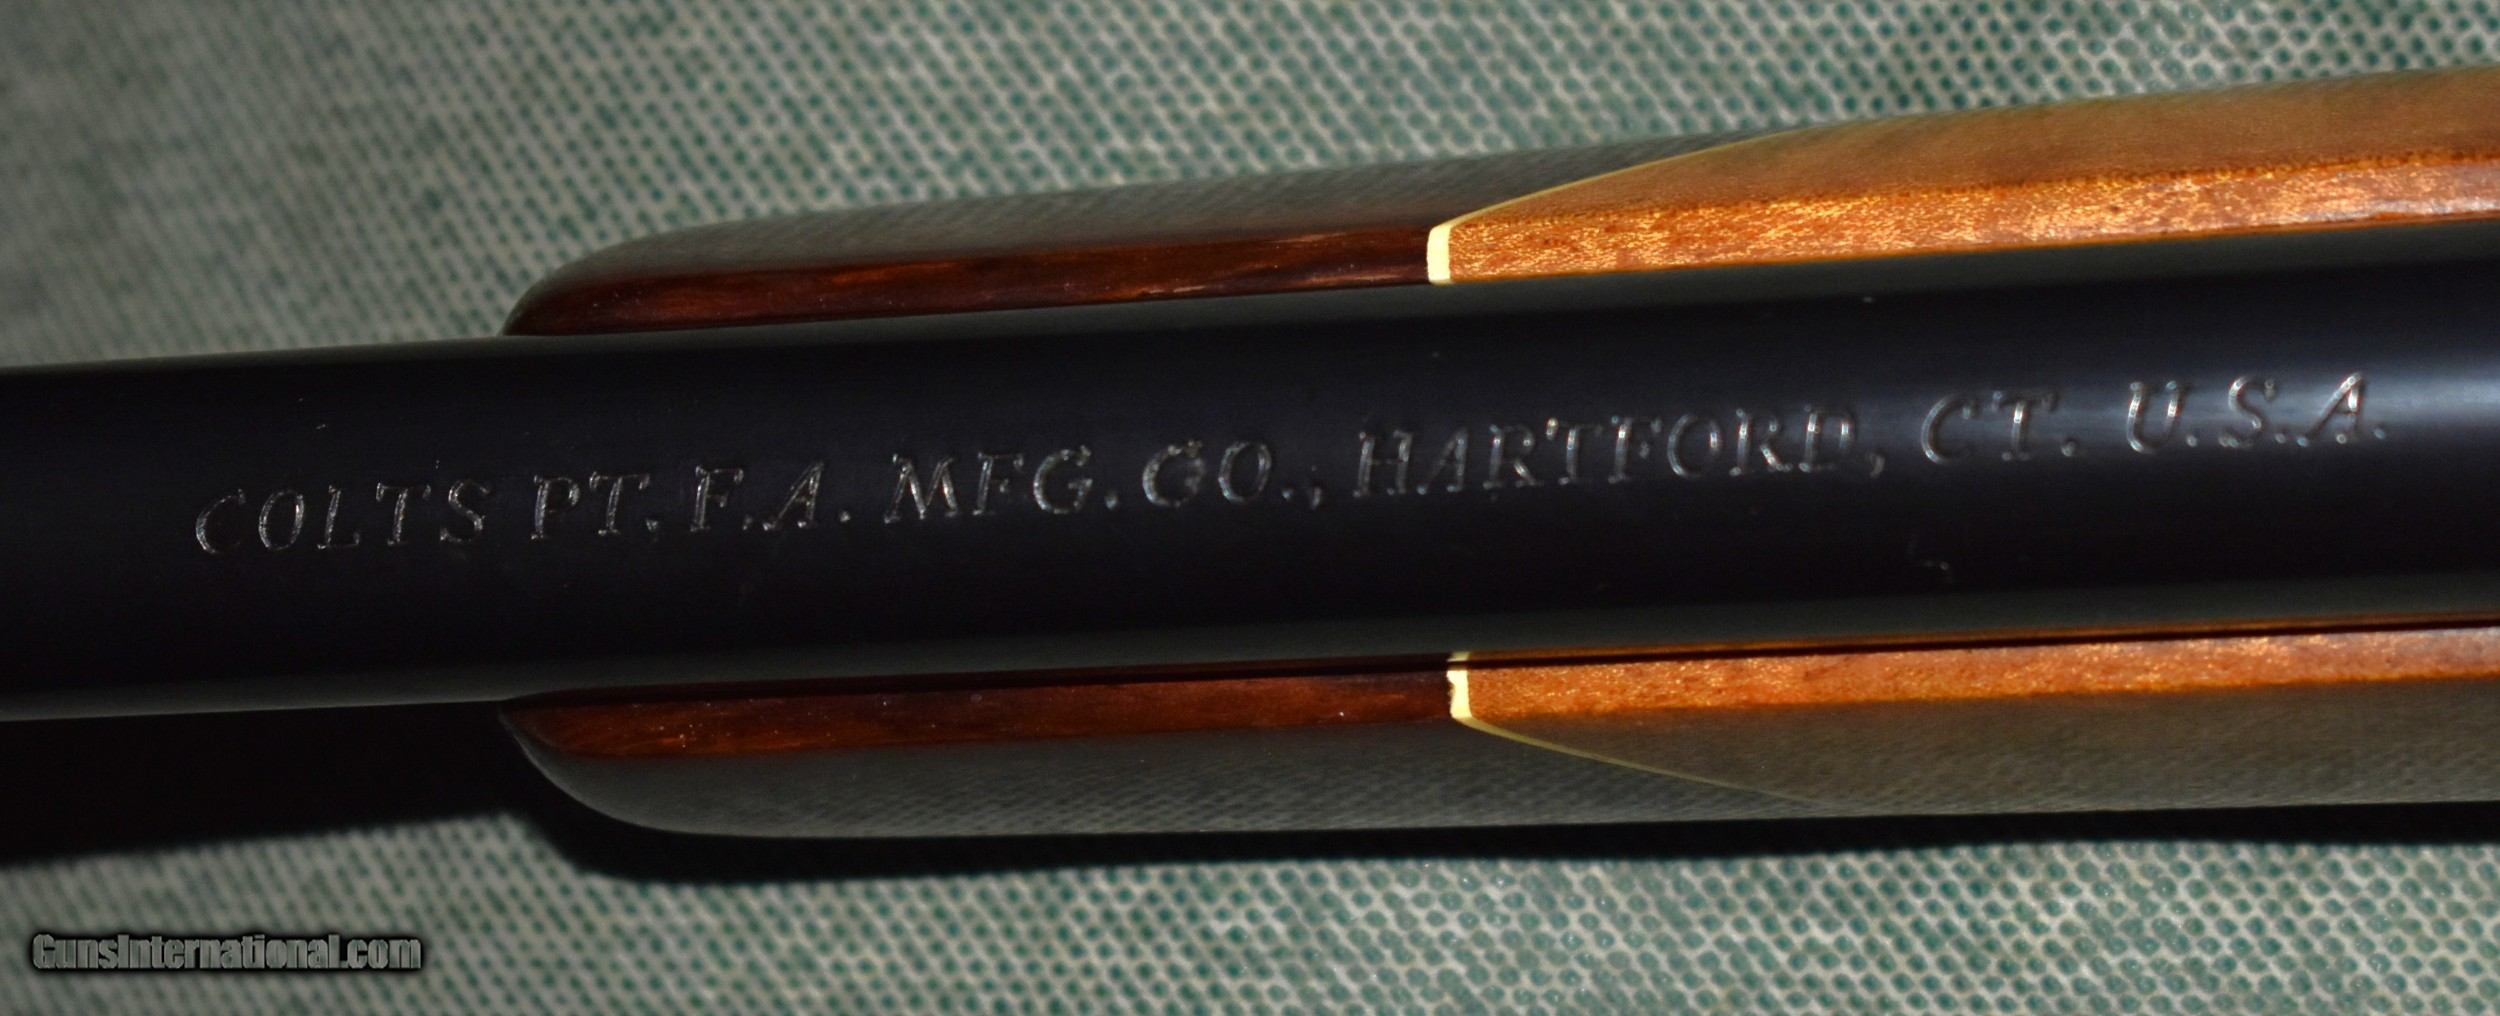 COLTS PT. F.A. MFG. CO., HARTFORD, CT. U.S.A.
GunsInternational.com